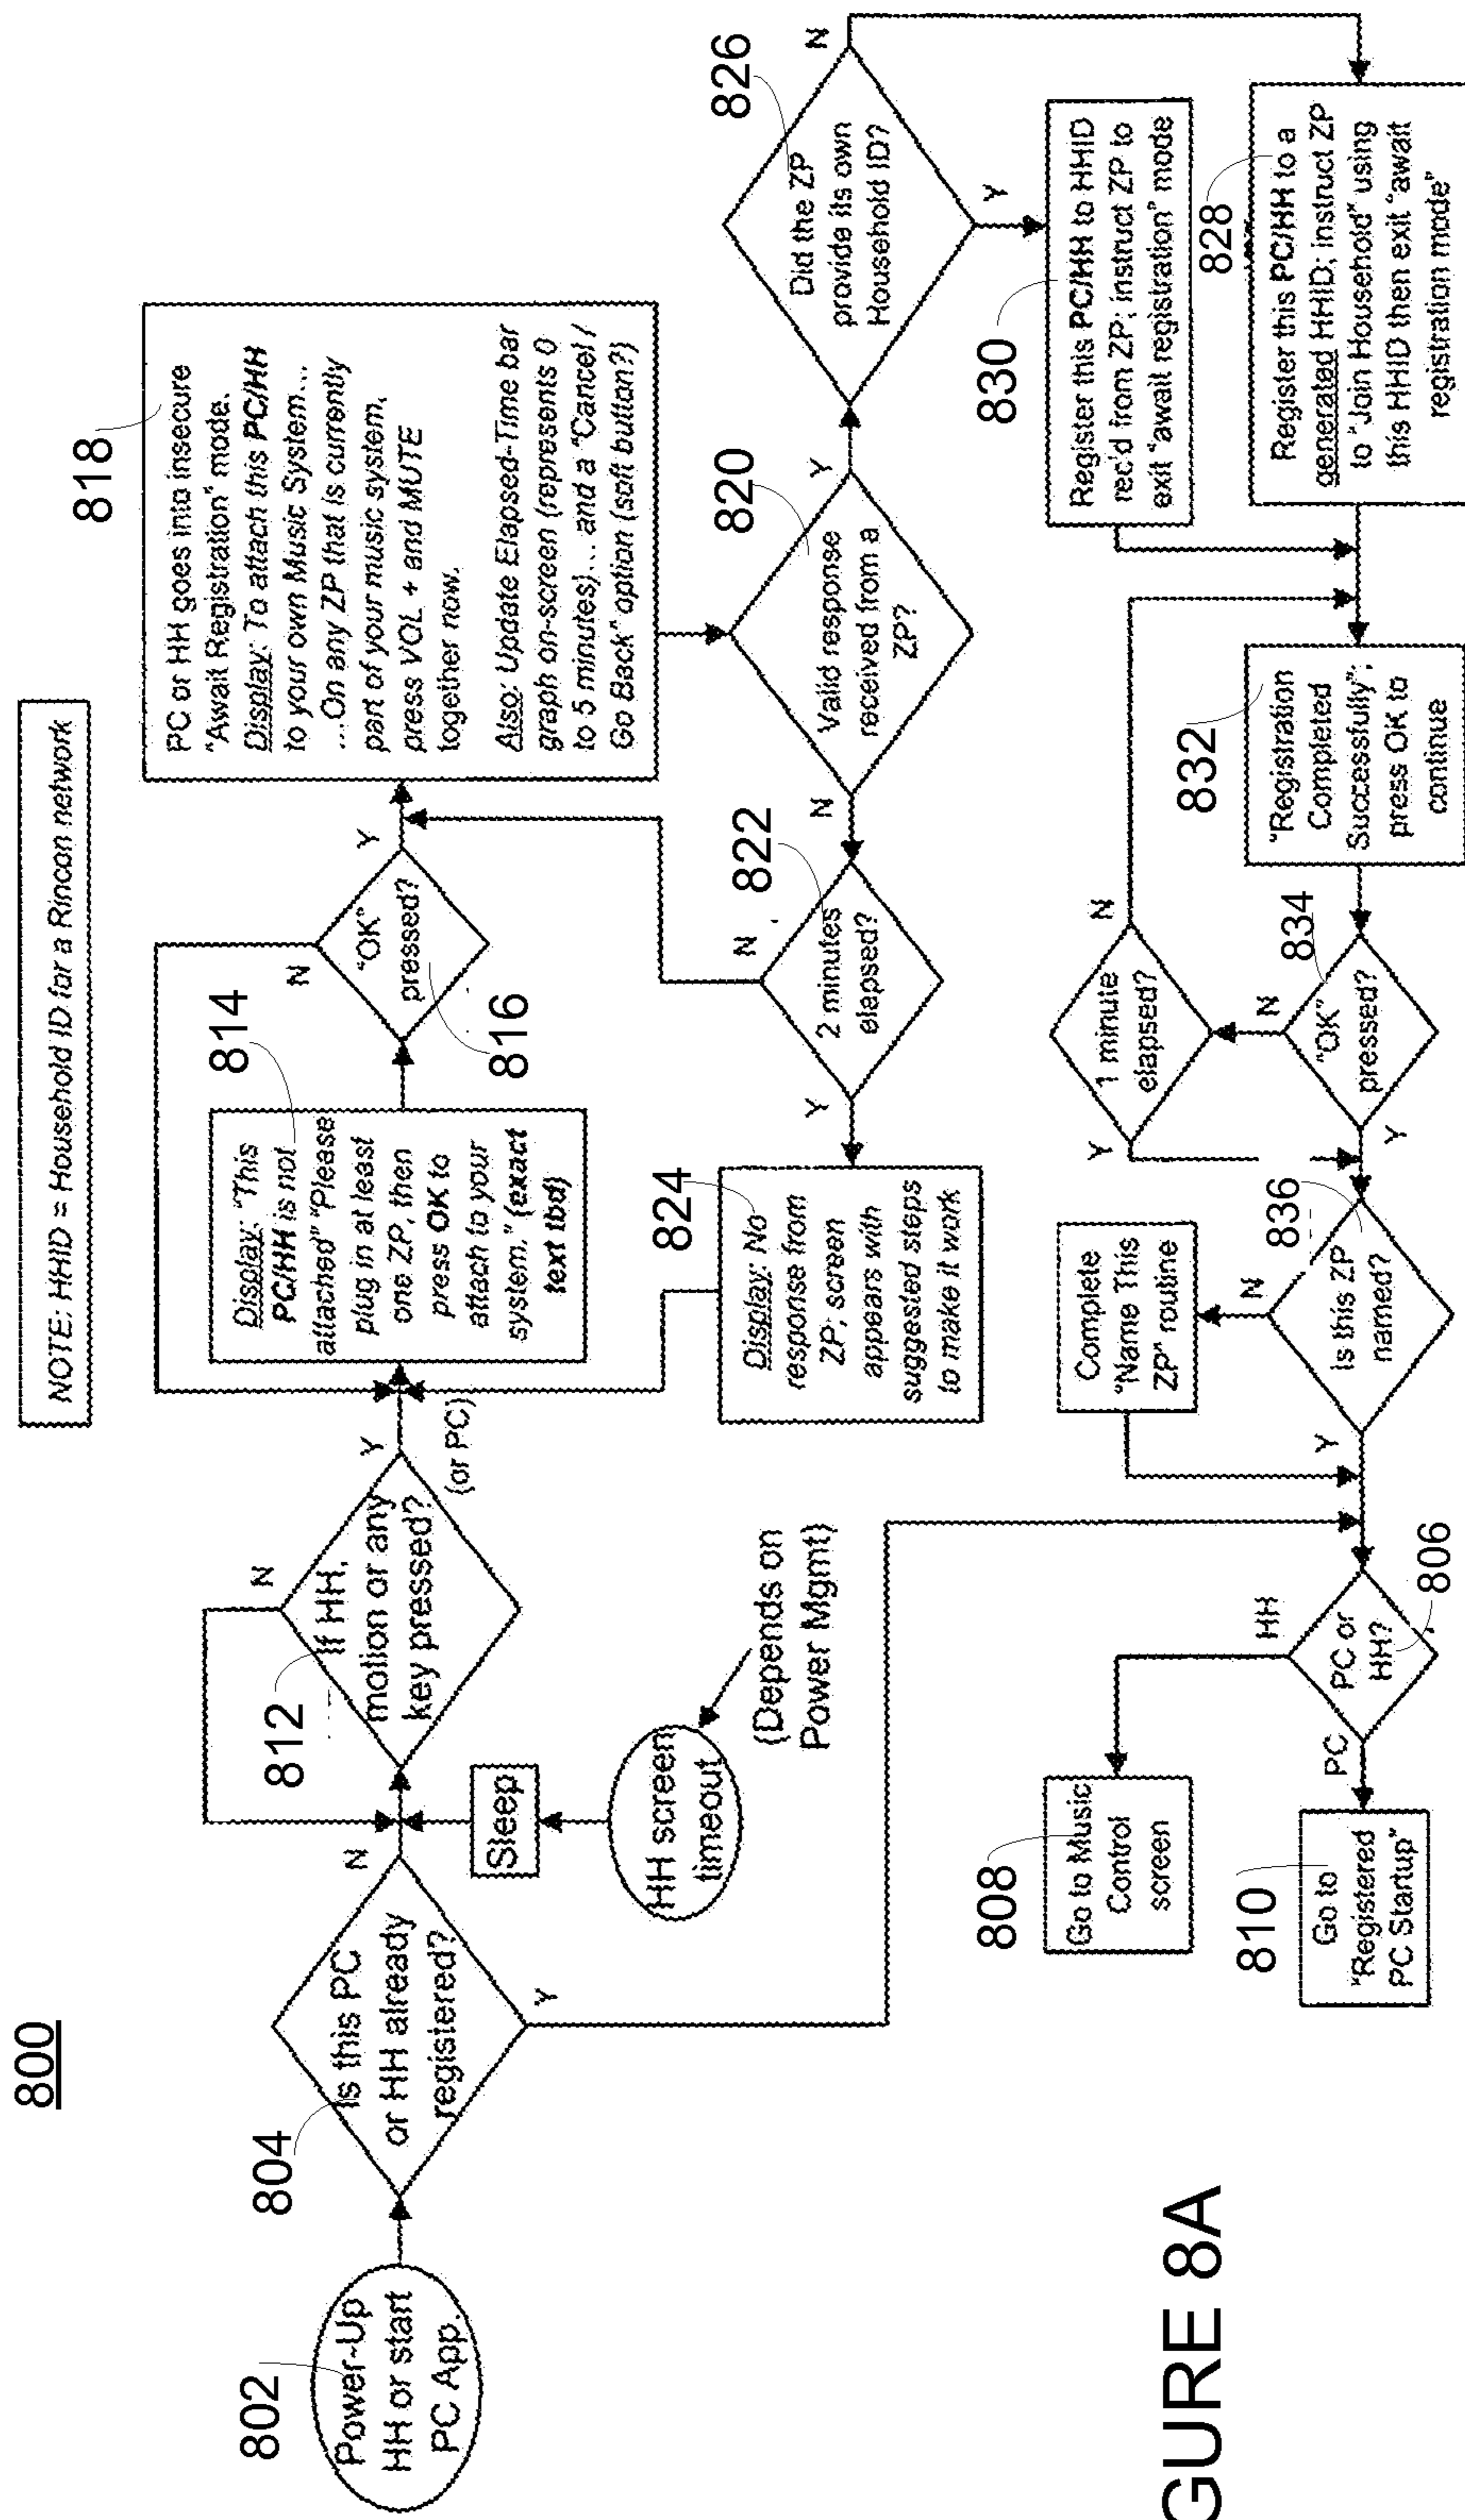 800
NOTE: HHID = Household ID for a Rincon network
802
Power-Up
HH or start
PC App.
804
Is this PC
or HH already
registered?
N
Y
Sleep
HH screen
timeout
(Depends on
Power Mgmt)
812
If HH,
motion or any
key pressed?
N
Y
(or PC)
814
Display: "This
PC/HH is not
attached" "Please
plug in at least
one ZP, then
press OK to
attach to your
system." (exact
text tbd)
816
"OK"
pressed?
N
Y
818
PC or HH goes into insecure
"Await Registration" mode.
Display: To attach this PC/HH
to your own Music System...
...On any ZP that is currently
part of your music system,
press VOL + and MUTE
together now.
Also: Update Elapsed-Time bar
graph on-screen (represents 0
to 5 minutes)... and a "Cancel /
Go Back" option (soft button?)
820
Valid response
received from a
ZP?
N
Y
822
2 minutes
elapsed?
N
Y
824
Display: No
response from
ZP; screen
appears with
suggested steps
to make it work
826
Did the ZP
provide its own
Household ID?
N
Y
830
Register this PC/HH to HHID
rec'd from ZP; instruct ZP to
exit "await registration" mode
828
Register this PC/HH to a
generated HHID; instruct ZP
to "Join Household" using
this HHID then exit "await
registration mode"
832
"Registration
Completed
Successfully";
press OK to
continue
834
"OK"
pressed?
N
Y
1 minute
elapsed?
N
Y
836
Is this ZP
named?
N
Y
Complete
"Name This
ZP" routine
806
PC or
HH?
HH
PC
808
Go to Music
Control
screen
810
Go to
"Registered
PC Startup"
GURE 8A